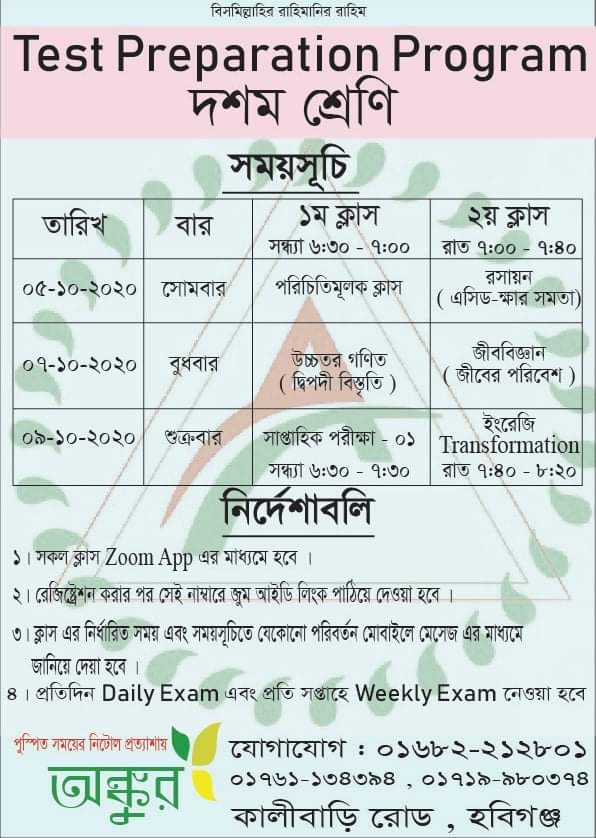 বিসমিল্লাহির রাহিমানির রাহিম
Test Preparation Program
দশম শ্রেণি
সময়সূচি
তারিখ বার ১ম ক্লাস ২য় ক্লাস
সন্ধ্যা ৬:৩০ - ৭:০০ রাত ৭:০০ - ৭:৪০
০৫-১০-২০২০ সোমবার পরিচিতিমূলক ক্লাস রসায়ন
( এসিড-ক্ষার সমতা)
০৭-১০-২০২০ বুধবার উচ্চতর গণিত জীববিজ্ঞান
( দ্বিপদী বিস্তৃতি ) ( জীবের পরিবেশ )
০৯-১০-২০২০ শুক্রবার সাপ্তাহিক পরীক্ষা - ০১ ইংরেজি
Transformation
সন্ধ্যা ৬:৩০ - ৭:৩০ রাত ৭:৪০ - ৮:২০
নির্দেশাবলি
১। সকল ক্লাস Zoom App এর মাধ্যমে হবে ।
২। রেজিষ্ট্রেশন করার পর সেই নাম্বারে জুম আইডি লিংক পাঠিয়ে দেওয়া হবে ।
৩। ক্লাস এর নির্ধারিত সময় এবং সময়সূচিতে যেকোনো পরিবর্তন মোবাইলে মেসেজ এর মাধ্যমে
জানিয়ে দেয়া হবে ।
৪। প্রতিদিন Daily Exam এবং প্রতি সপ্তাহে Weekly Exam নেওয়া হবে
পুস্পিত সময়ের নিটোল প্রত্যাশায়
অঙ্কুর
যোগাযোগ : ০১৬৮২-২১২৮০১
০১৭৬১-১৩৪৩৯৪ , ০১৭১৯-৯৮০৩৭৪
কালীবাড়ি রোড , হবিগঞ্জ